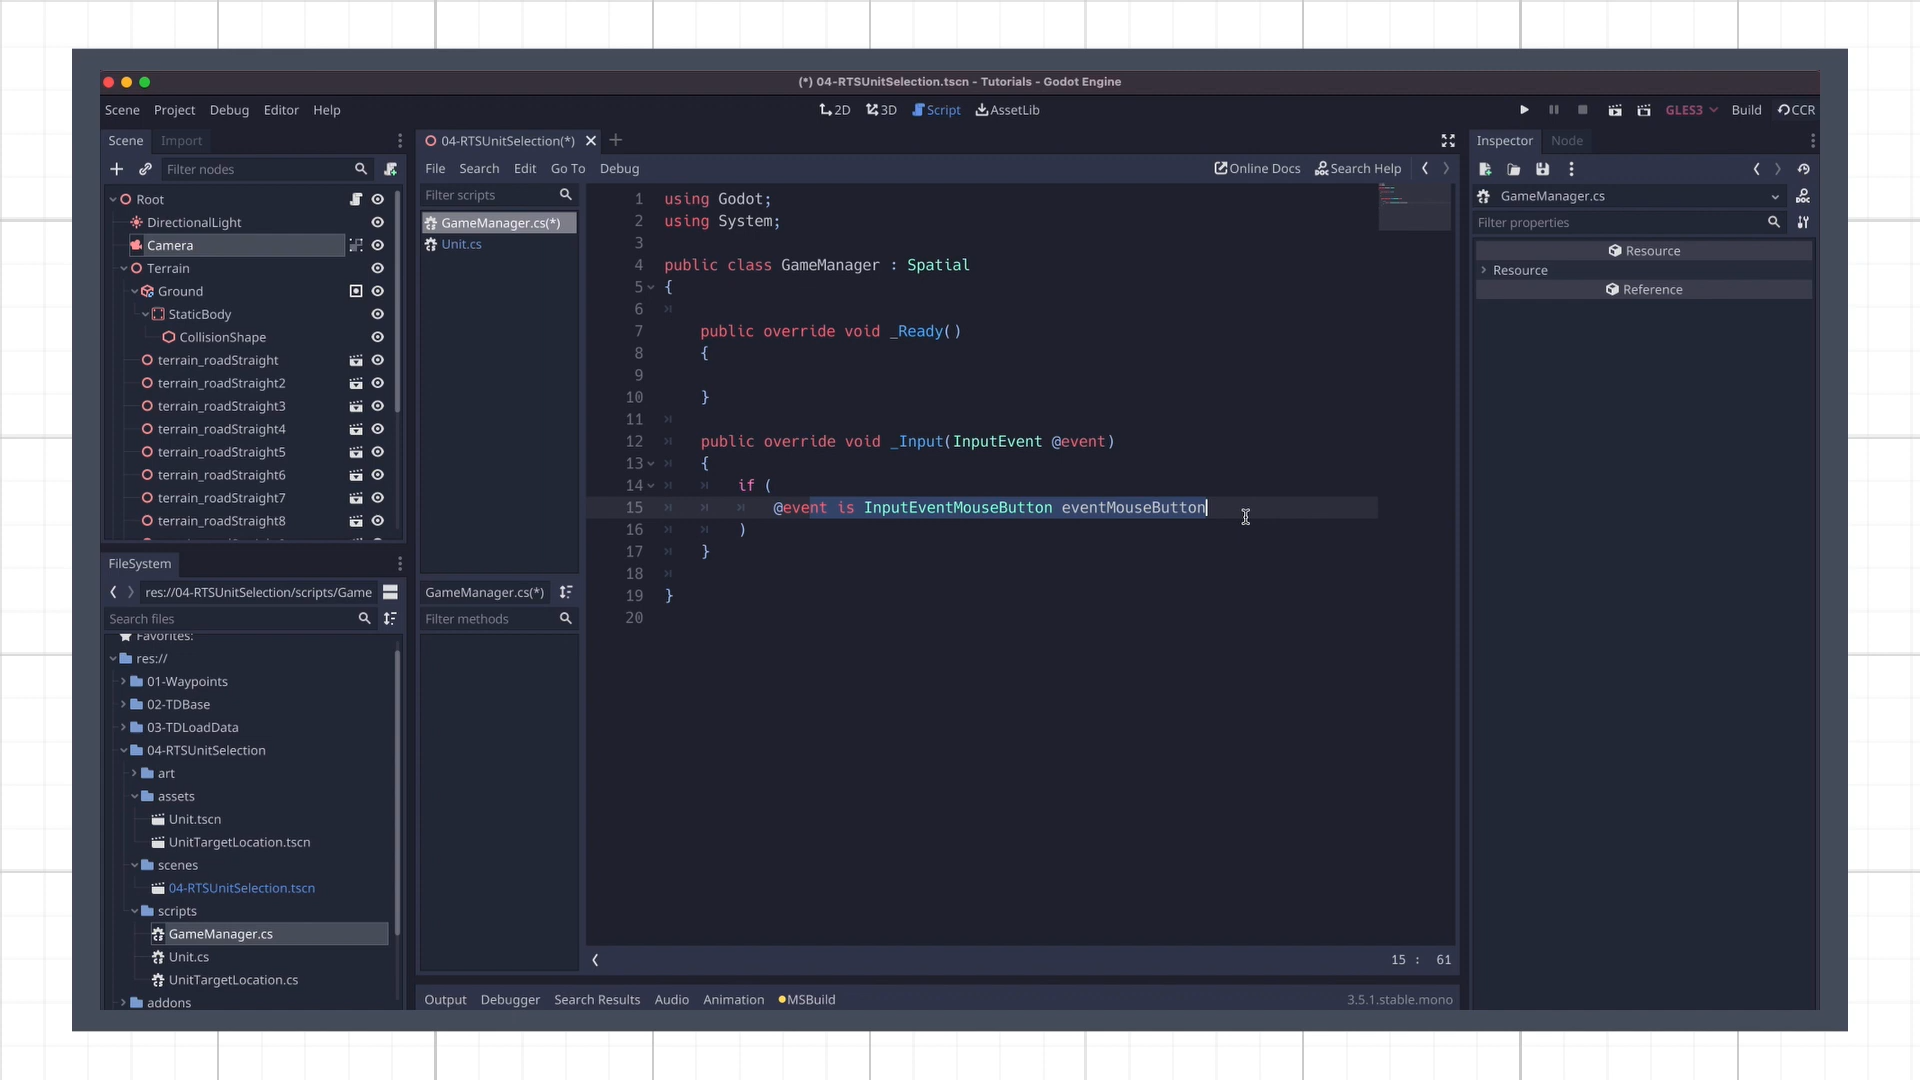 (*) 04-RTSUnitSelection.tscn - Tutorials - Godot Engine
Scene Project Debug Editor Help
2D 3D Script AssetLib
GLES3 Build CCR
Scene Import
Filter nodes
Root
DirectionalLight
Camera
Terrain
Ground
StaticBody
CollisionShape
terrain_roadStraight
terrain_roadStraight2
terrain_roadStraight3
terrain_roadStraight4
terrain_roadStraight5
terrain_roadStraight6
terrain_roadStraight7
terrain_roadStraight8
FileSystem
res://04-RTSUnitSelection/scripts/Game
Search files
Favorites:
res://
01-Waypoints
02-TDBase
03-TDLoadData
04-RTSUnitSelection
art
assets
Unit.tscn
UnitTargetLocation.tscn
scenes
04-RTSUnitSelection.tscn
scripts
GameManager.cs
Unit.cs
UnitTargetLocation.cs
addons
04-RTSUnitSelection(*)
File Search Edit Go To Debug
Online Docs Search Help
Filter scripts
GameManager.cs(*)
Unit.cs
GameManager.cs(*)
Filter methods
1 using Godot;
2 using System;
3
4 public class GameManager : Spatial
5 {
6
7 public override void _Ready()
8 {
9
10 }
11
12 public override void _Input(InputEvent @event)
13 {
14 if (
15 @event is InputEventMouseButton eventMouseButton
16 )
17 }
18
19 }
20
15 : 61
Output Debugger Search Results Audio Animation MSBuild
3.5.1.stable.mono
Inspector Node
GameManager.cs
Filter properties
Resource
Resource
Reference